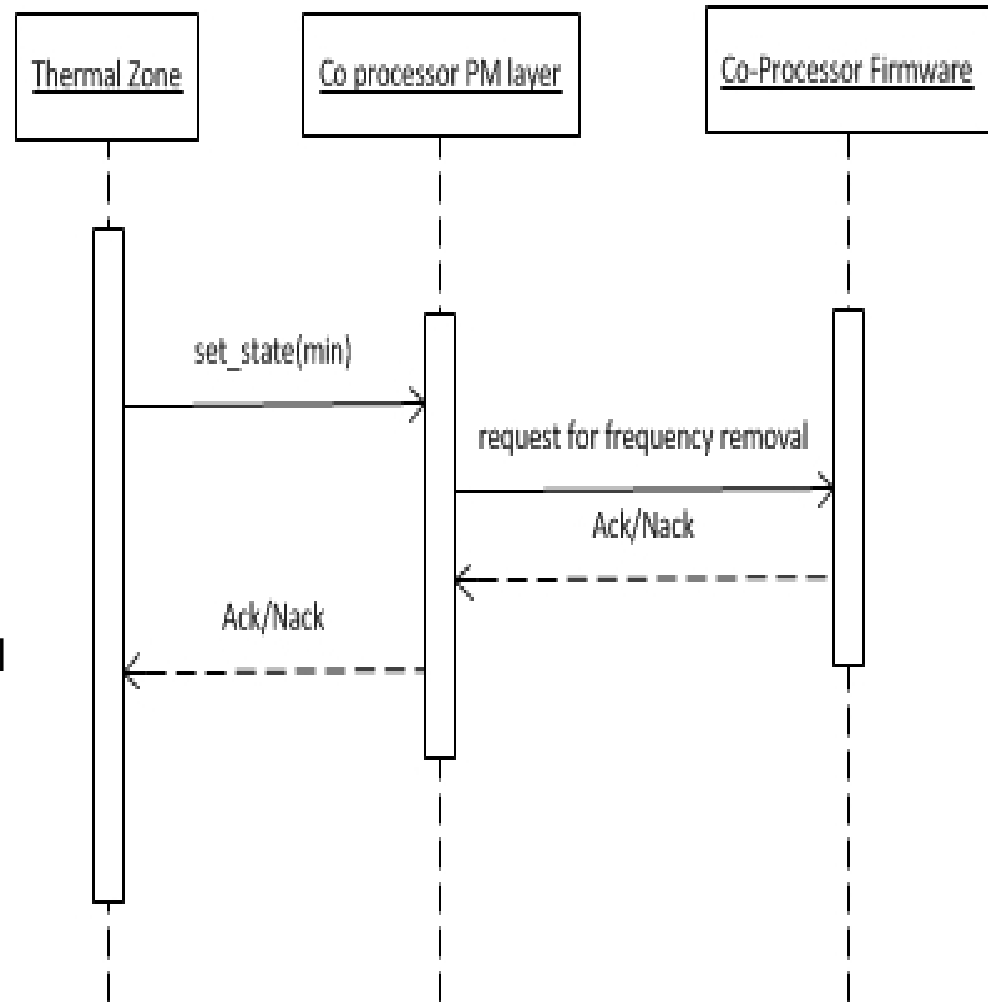 Thermal Zone
Co processor PM layer
Co-Processor Firmware
set_state(min)
request for frequency removal
Ack/Nack
Ack/Nack